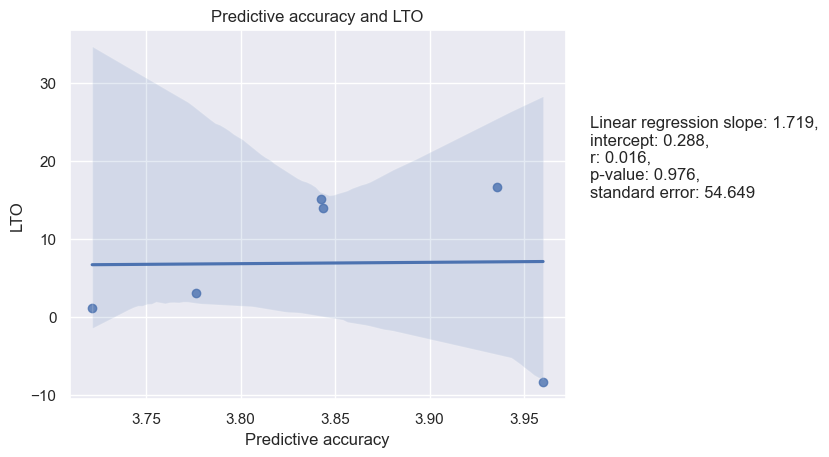 Predictive accuracy and LTO
LTO
30
20
10
0
−10
3.75
3.80
3.85
3.90
3.95
Predictive accuracy
Linear regression slope: 1.719,
intercept: 0.288,
r: 0.016,
p-value: 0.976,
standard error: 54.649